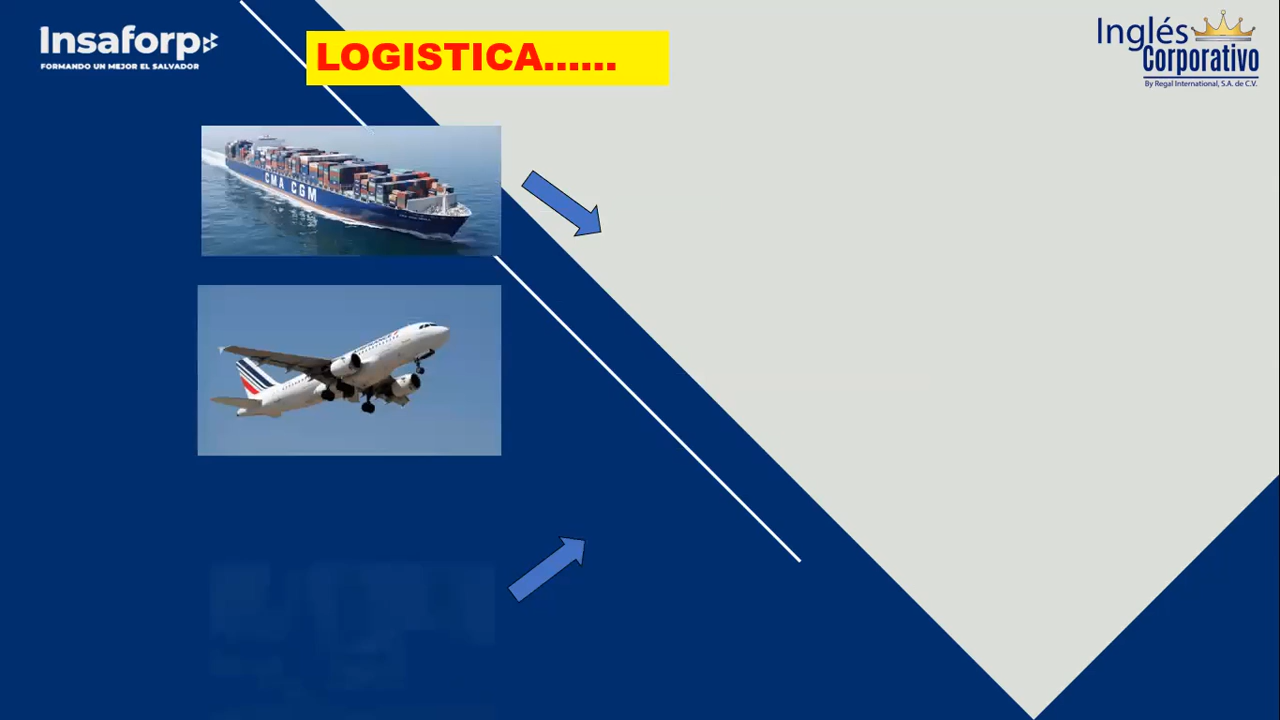 Insaforp
FORMANDO UN MEJOR EL SALVADOR
LOGISTICA......
Inglés
Corporativo
By Regal International, S.A. de C.V.
CMA CGM